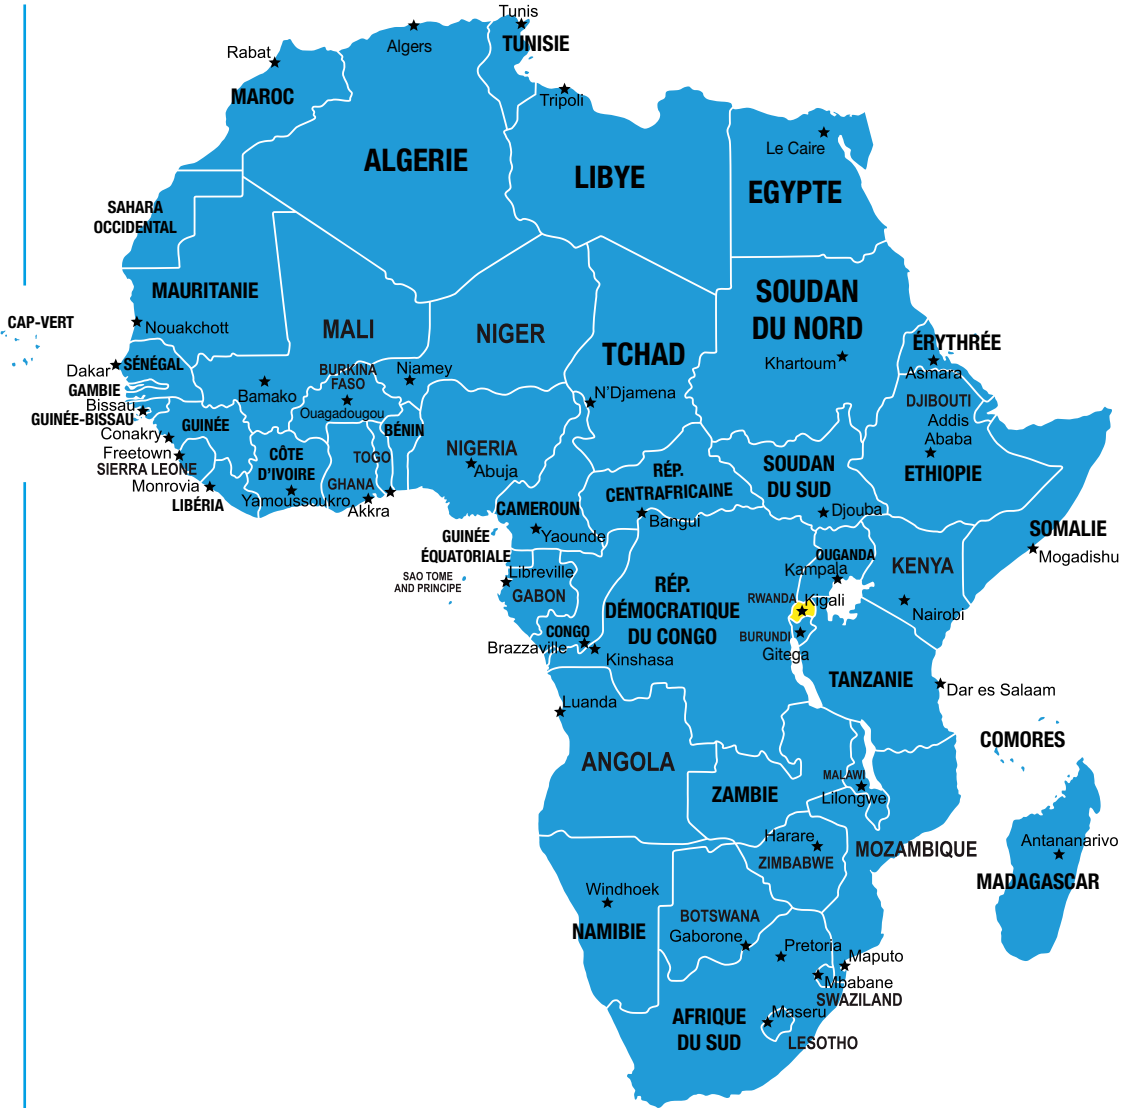 Tunis
TUNISIE
Algers
Rabat
MAROC
Tripoli
ALGERIE
LIBYE
Le Caire
EGYPTE
SAHARA
OCCIDENTAL
MAURITANIE
Nouakchott
CAP-VERT
MALI
NIGER
TCHAD
SOUDAN
DU NORD
Khartoum
ÉRYTHRÉE
Asmara
Dakar
SÉNÉGAL
GAMBIE
Bissau
GUINÉE-BISSAU
Bamako
BURKINA
FASO
Ouagadougou
Niamey
N'Djamena
DJIBOUTI
Addis
Ababa
ETHIOPIE
Conakry
GUINÉE
Freetown
SIERRA LEONE
Monrovia
LIBÉRIA
CÔTE
D'IVOIRE
Yamoussoukro
GHANA
Akkra
TOGO
BÉNIN
NIGERIA
Abuja
RÉP.
CENTRAFRICAINE
Bangui
SOUDAN
DU SUD
Djouba
CAMEROUN
Yaounde
GUINÉE
ÉQUATORIALE
SAO TOME
AND PRINCIPE
Libreville
GABON
CONGO
Brazzaville
Kinshasa
RÉP.
DÉMOCRATIQUE
DU CONGO
OUGANDA
Kampala
KENYA
Nairobi
SOMALIE
Mogadishu
RWANDA
Kigali
BURUNDI
Gitega
TANZANIE
Dar es Salaam
Luanda
ANGOLA
ZAMBIE
MALAWI
Lilongwe
COMORES
Harare
ZIMBABWE
MOZAMBIQUE
Antananarivo
MADAGASCAR
Windhoek
NAMIBIE
BOTSWANA
Gaborone
Pretoria
Maputo
Mbabane
SWAZILAND
Maseru
LESOTHO
AFRIQUE
DU SUD